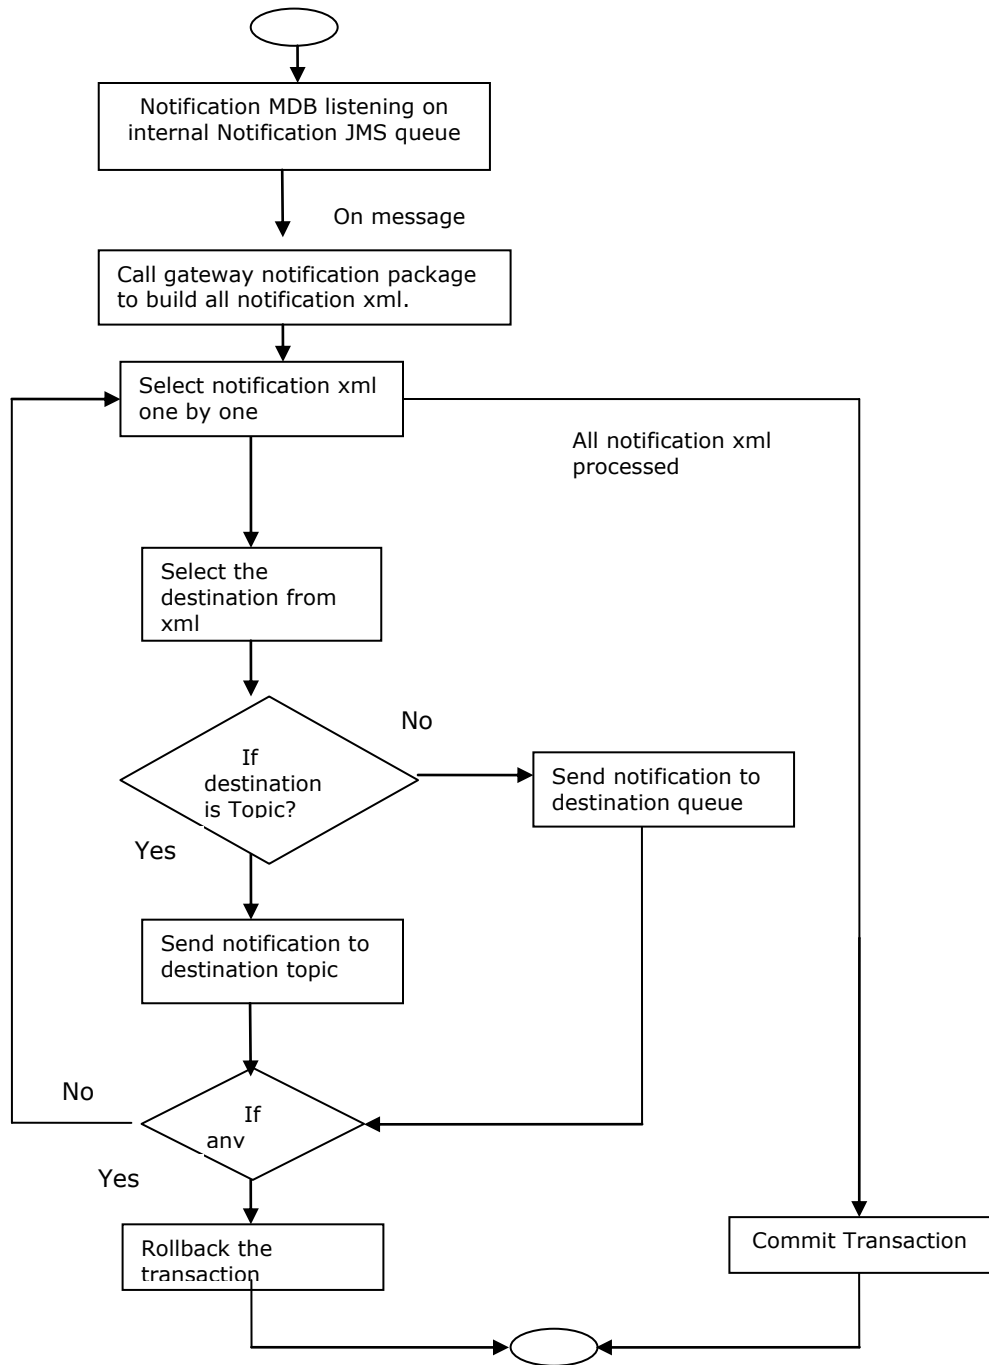 Notification MDB listening on
internal Notification JMS queue
On message
Call gateway notification package
to build all notification xml.
Select notification xml
one by one
All notification xml
processed
Select the
destination from
xml
If
destination
is Topic?
No
Send notification to
destination queue
Yes
Send notification to
destination topic
No
If
any
Yes
Rollback the
transaction
Commit Transaction